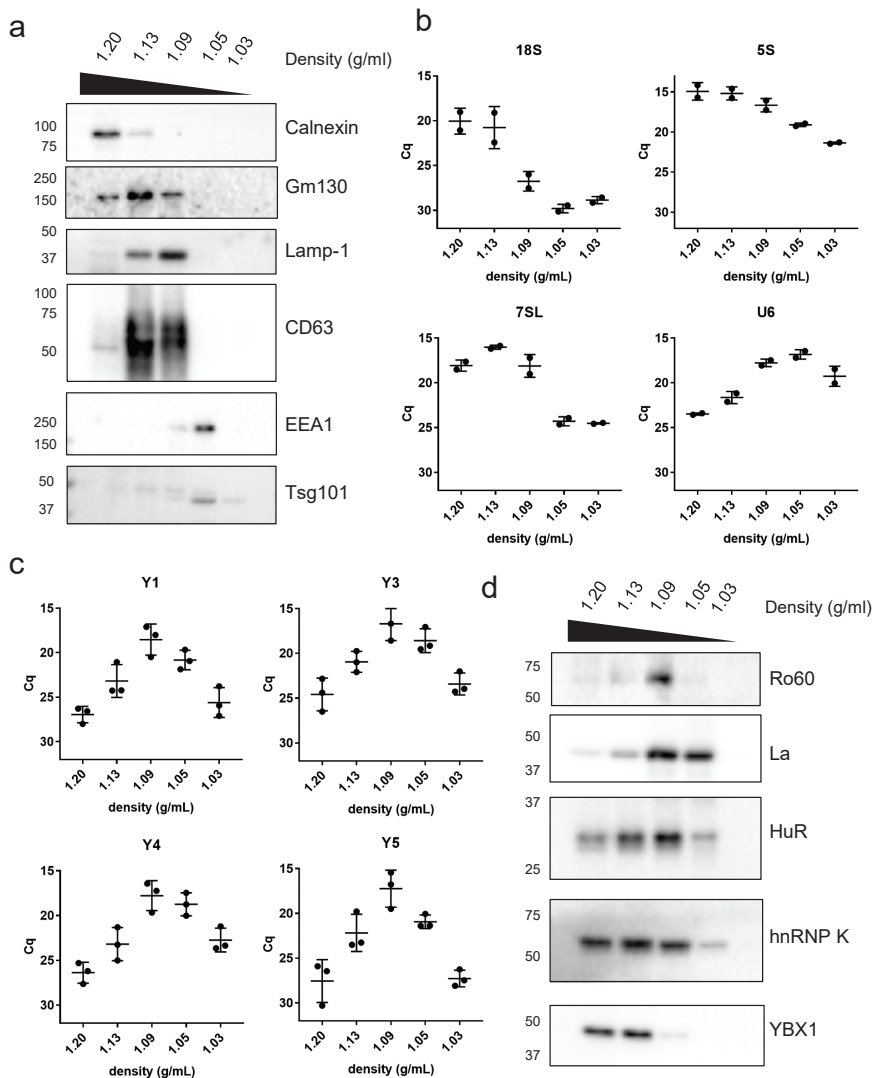 a
1.20 1.13 1.09 1.05 1.03
Density (g/ml)
100
75
Calnexin
250
150
Gm130
50
37
Lamp-1
100
50
CD63
250
150
EEA1
50
37
Tsg101
b
18S
Cq
15
20
25
30
1.20 1.13 1.09 1.05 1.03
density (g/mL)
5S
Cq
15
20
25
30
1.20 1.13 1.09 1.05 1.03
density (g/mL)
7SL
Cq
15
18
21
24
27
30
1.20 1.13 1.09 1.05 1.03
density (g/mL)
U6
Cq
15
18
21
24
27
30
1.20 1.13 1.09 1.05 1.03
density (g/mL)
c
Y1
Cq
15
20
25
30
1.20 1.13 1.09 1.05 1.03
density (g/mL)
Y3
Cq
15
20
25
30
1.20 1.13 1.09 1.05 1.03
density (g/mL)
Y4
Cq
15
20
25
30
1.20 1.13 1.09 1.05 1.03
density (g/mL)
Y5
Cq
15
20
25
30
1.20 1.13 1.09 1.05 1.03
density (g/mL)
d
1.20 1.13 1.09 1.05 1.03
Density (g/ml)
75
50
Ro60
50
37
La
37
25
HuR
75
50
hnRNP K
50
37
YBX1